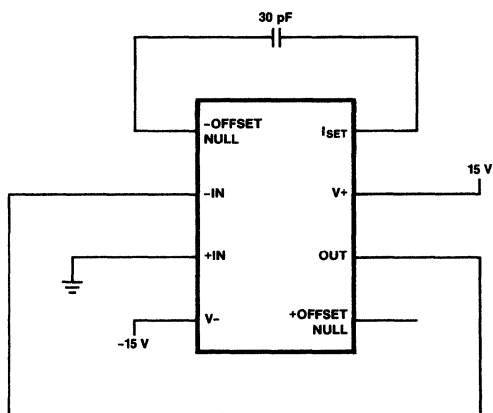 30 pF
–OFFSET
NULL
ISET
–IN
V+
15 V
+IN
OUT
V–
–15 V
+OFFSET
NULL